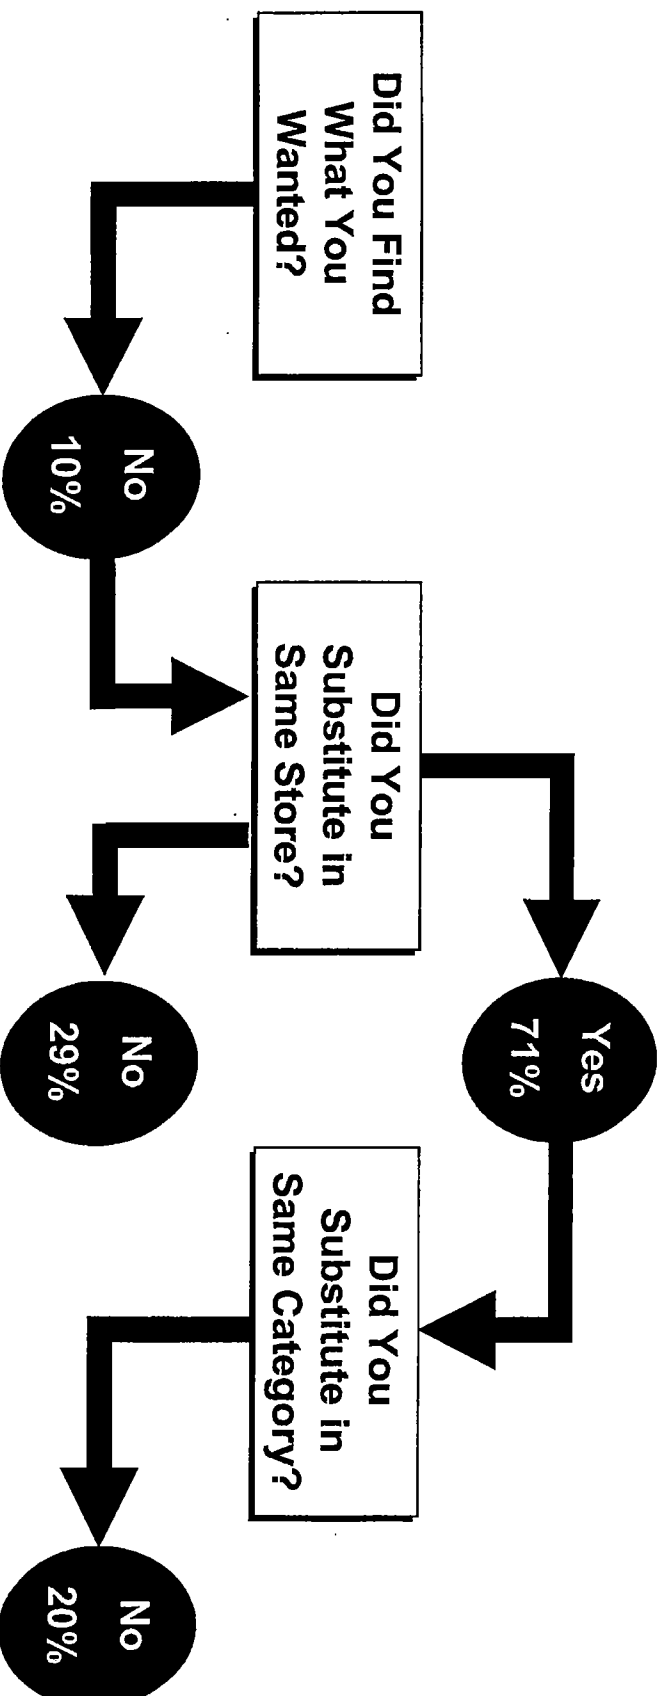 Did You Find
What You
Wanted?
No
10%
Did You
Substitute in
Same Store?
Yes
71%
No
29%
Did You
Substitute in
Same Category?
No
20%